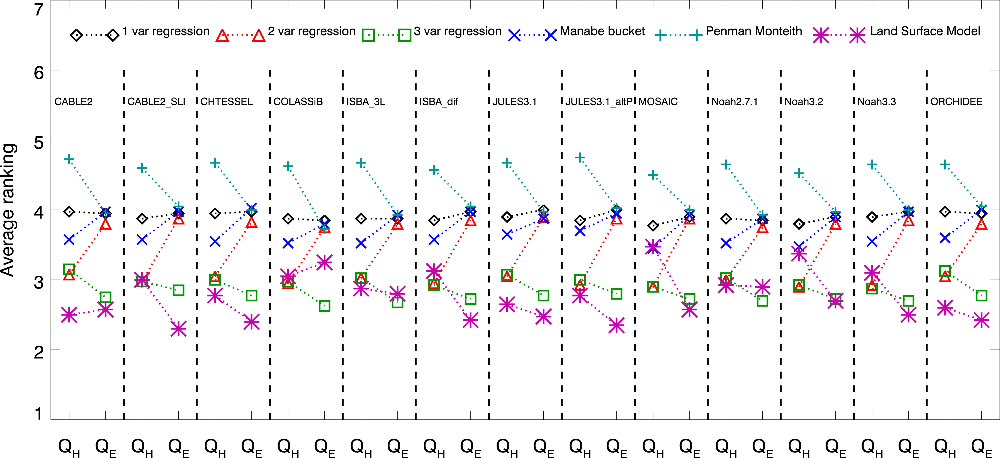 7
1 var regression 2 var regression 3 var regression Manabe bucket Penman Monteith Land Surface Model
6
CABLE2 CABLE2_SLI CHTESSEL COLASSiB ISBA_3L ISBA_dif JULES3.1 JULES3.1_altP MOSAIC Noah2.7.1 Noah3.2 Noah3.3 ORCHIDEE
5
Average ranking
4
3
2
1
QH QE QH QE QH QE QH QE QH QE QH QE QH QE QH QE QH QE QH QE QH QE QH QE QH QE